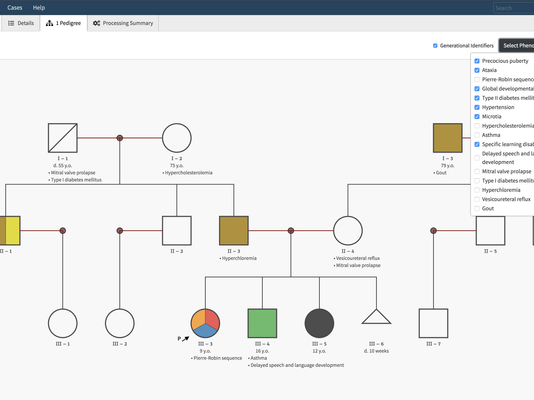 Cases Help Search
Details 1 Pedigree Processing Summary
Generational Identifiers Select Pheno
Precocious puberty
Ataxia
Pierre-Robin sequenc
Global developmental
Type II diabetes mellit
Hypertension
Microtia
Hypercholesterolemia
Asthma
Specific learning disal
Delayed speech and la
development
Mitral valve prolapse
Type I diabetes mellit
Hyperchloremia
Vesicoureteral reflux
Gout
I – 1
d. 55 y.o.
• Mitral valve prolapse
• Type I diabetes mellitus
I – 2
75 y.o.
• Hypercholesterolemia
I – 3
79 y.o.
• Gout
II – 1
II – 2
II – 3
• Hyperchloremia
II – 4
• Vesicoureteral reflux
• Mitral valve prolapse
II – 5
III – 1
III – 2
P
III – 3
9 y.o.
• Pierre-Robin sequence
III – 4
16 y.o.
• Asthma
• Delayed speech and language development
III – 5
12 y.o.
III – 6
d. 10 weeks
III – 7